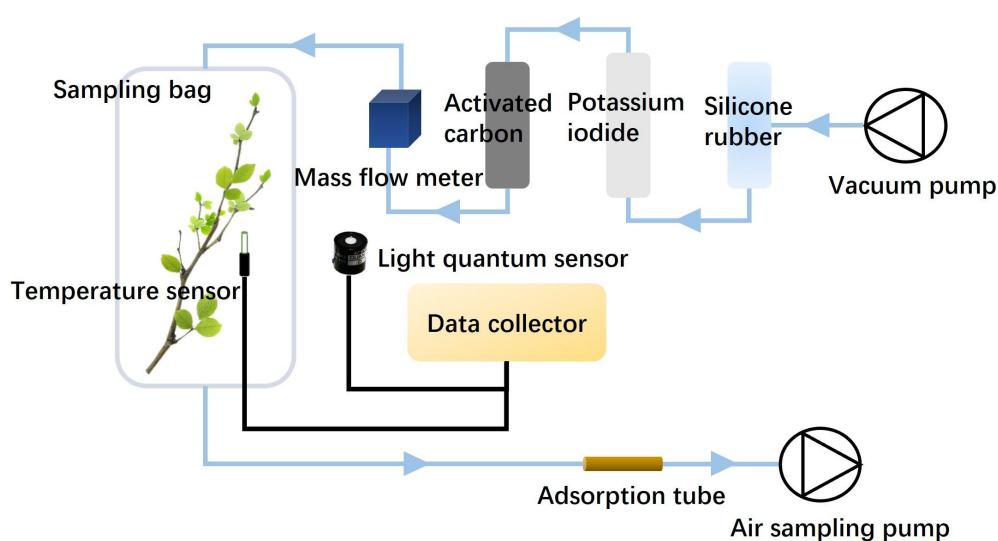 Sampling bag
Activated
carbon
Potassium
iodide
Silicone
rubber
Mass flow meter
Vacuum pump
Light quantum sensor
Temperature sensor
Data collector
Adsorption tube
Air sampling pump